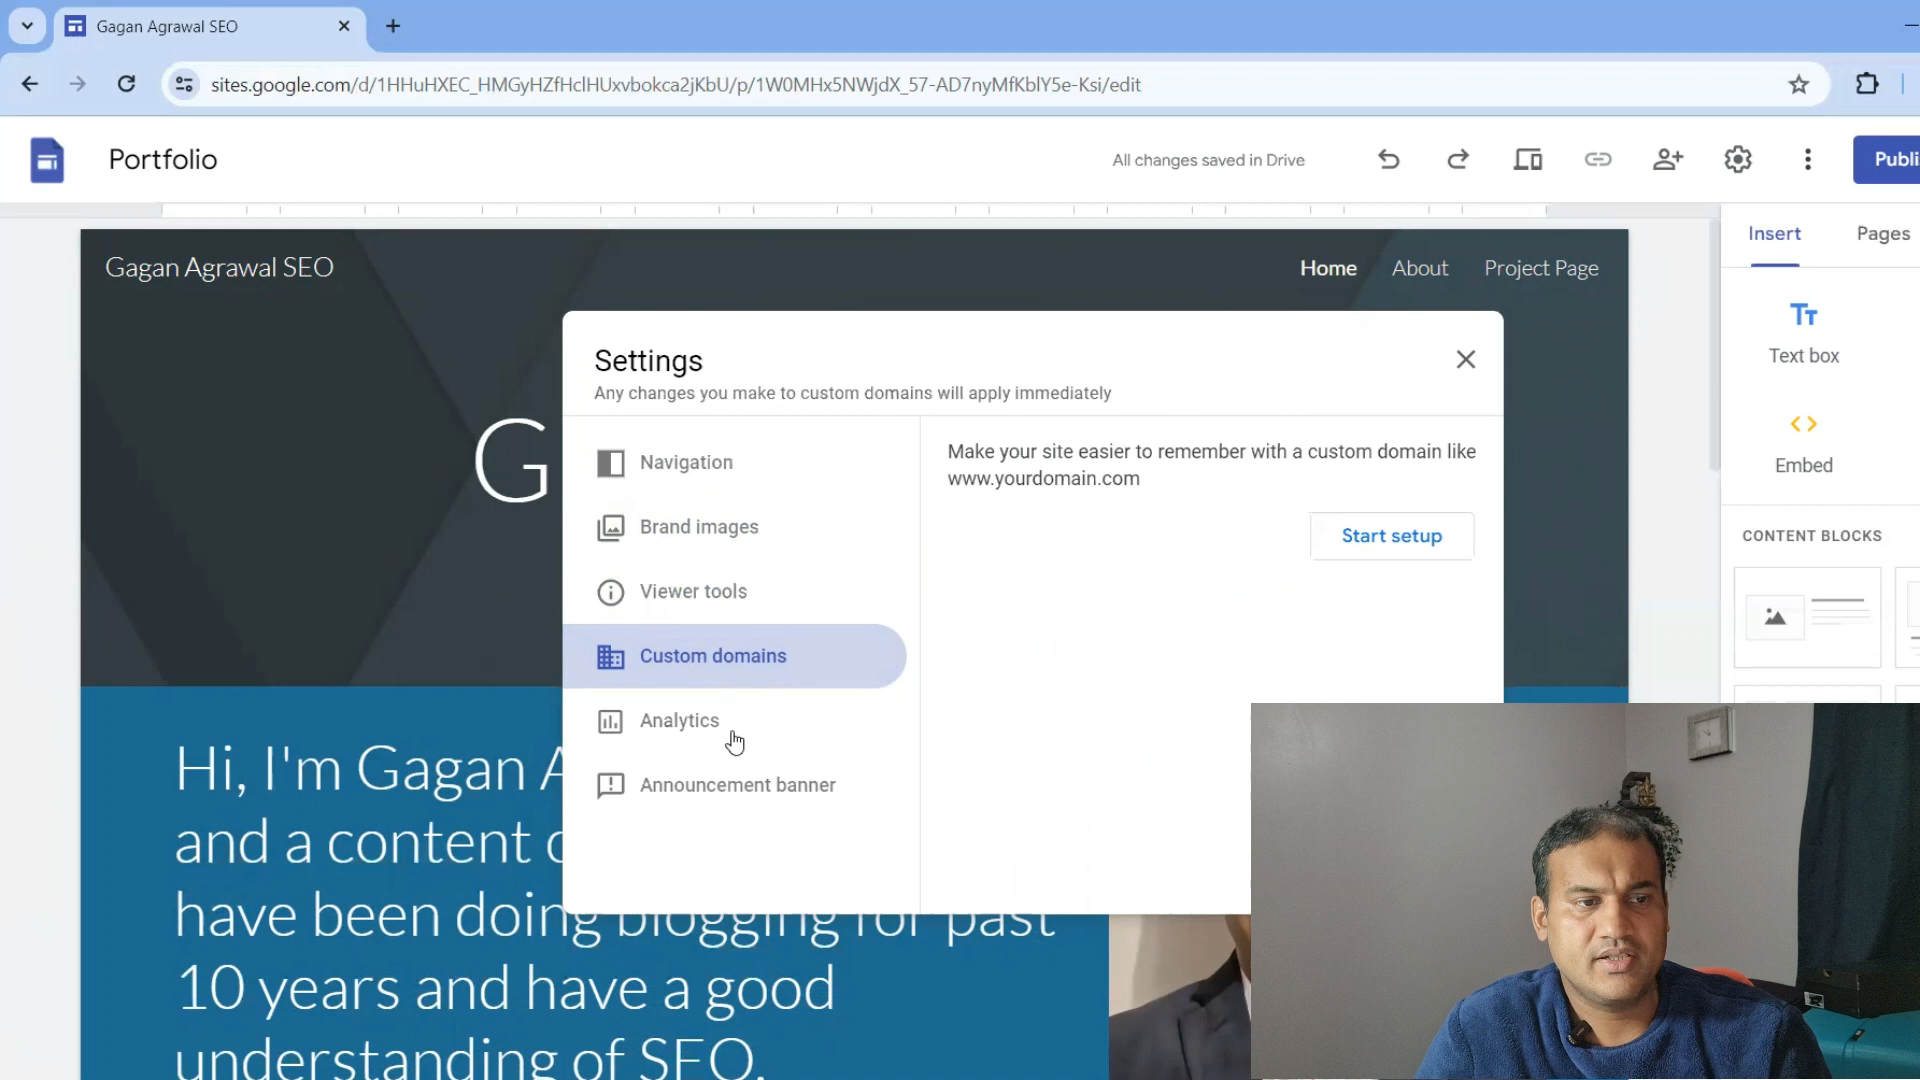 Gagan Agrawal SEO
sites.google.com/d/1HHuHXEC_HMGyHZfHclHUxvbokca2jKbU/p/1W0MHx5NWjdX_57-AD7nyMfKblY5e-Ksi/edit
Portfolio
All changes saved in Drive
Publi
Insert
Pages
Gagan Agrawal SEO
Home
About
Project Page
Text box
Embed
CONTENT BLOCKS
G
Settings
Any changes you make to custom domains will apply immediately
Navigation
Brand images
Viewer tools
Custom domains
Analytics
Announcement banner
Make your site easier to remember with a custom domain like
www.yourdomain.com
Start setup
Hi, I'm Gagan A
and a content c
have been doing blogging for past
10 years and have a good
understanding of SEO.